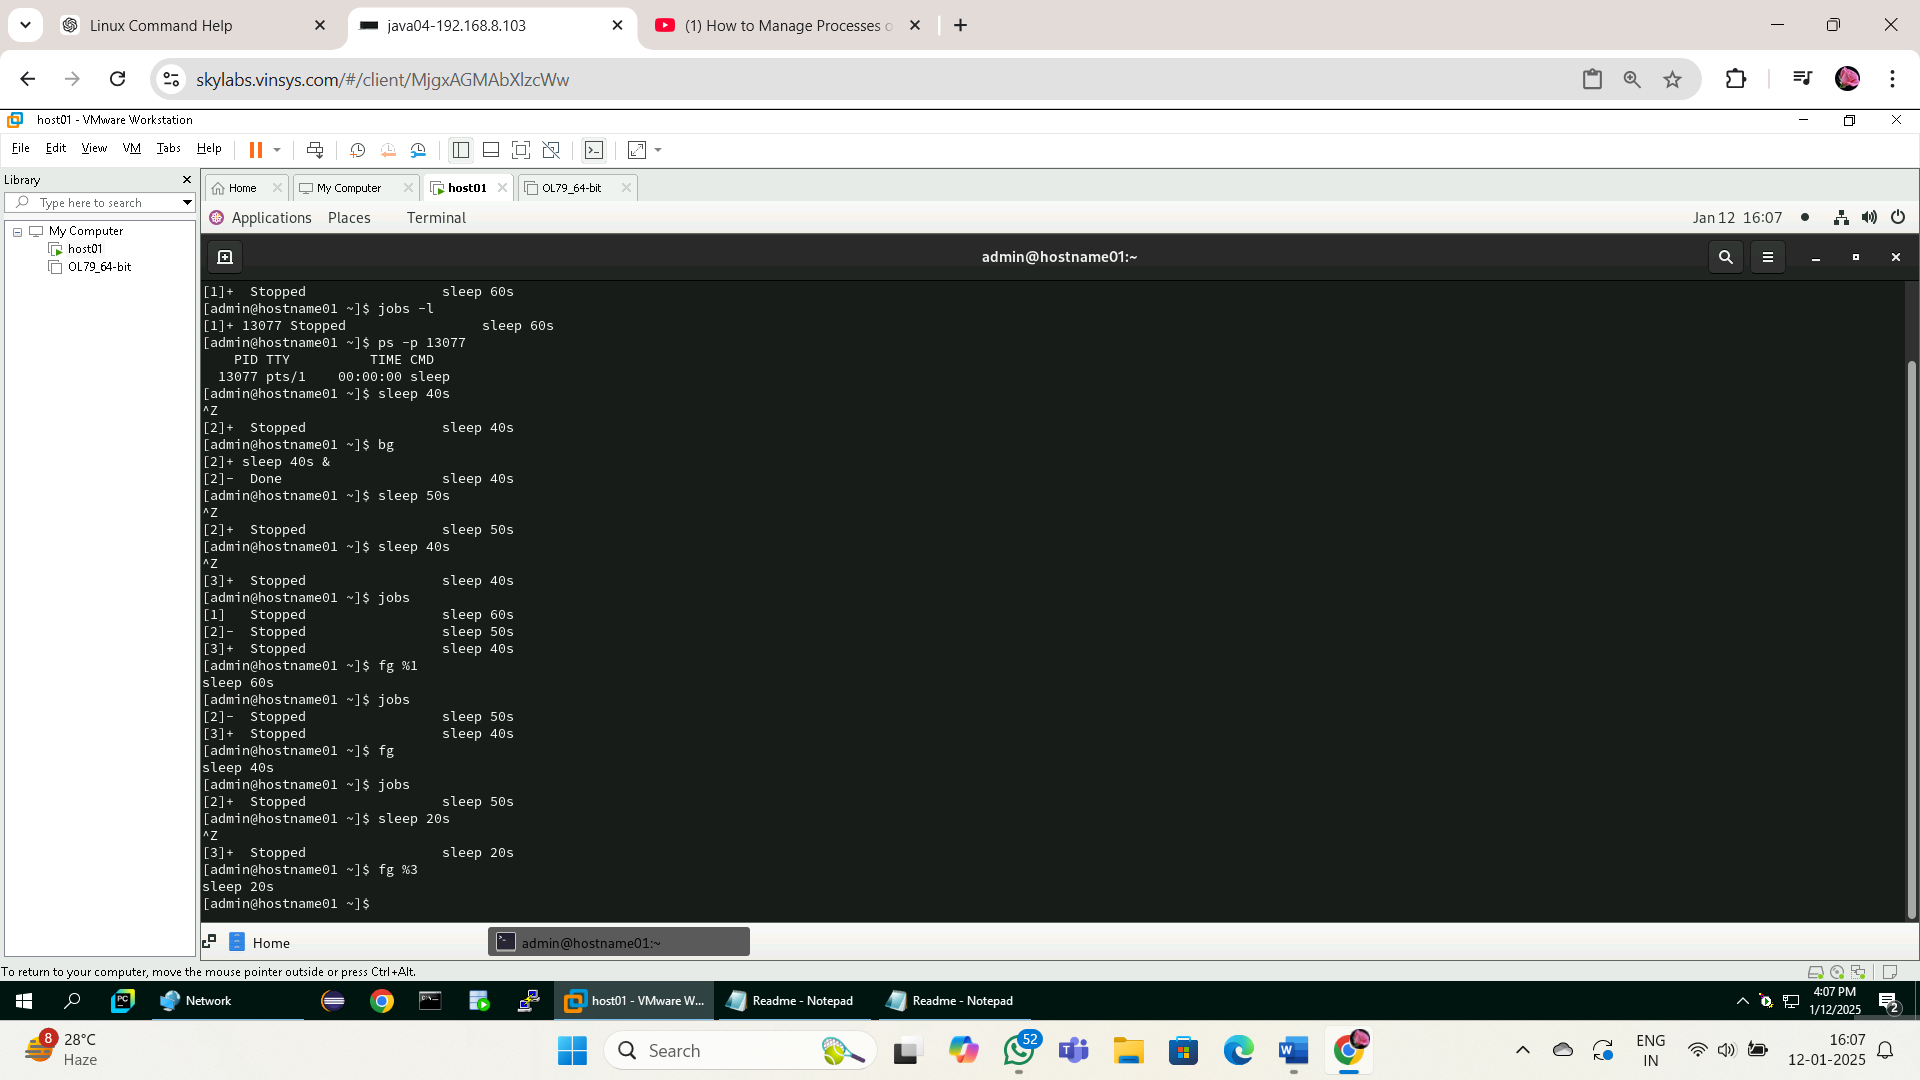 Linux Command Help
java04-192.168.8.103
(1) How to Manage Processes o
skylabs.vinsys.com/#/client/MjgxAGMAbXlzcWw
host01 - VMware Workstation
File Edit View VM Tabs Help
Library
Type here to search
My Computer
host01
OL79_64-bit
Home
My Computer
host01
OL79_64-bit
Applications Places Terminal
Jan 12 16:07
admin@hostname01:~
[1]+  Stopped                 sleep 60s
[admin@hostname01 ~]$ jobs -l
[1]+ 13077 Stopped                 sleep 60s
[admin@hostname01 ~]$ ps -p 13077
    PID TTY          TIME CMD
  13077 pts/1    00:00:00 sleep
[admin@hostname01 ~]$ sleep 40s
^Z
[2]+  Stopped                 sleep 40s
[admin@hostname01 ~]$ bg
[2]+ sleep 40s &
[2]-  Done                    sleep 40s
[admin@hostname01 ~]$ sleep 50s
^Z
[2]+  Stopped                 sleep 50s
[admin@hostname01 ~]$ sleep 40s
^Z
[3]+  Stopped                 sleep 40s
[admin@hostname01 ~]$ jobs
[1]   Stopped                 sleep 60s
[2]-  Stopped                 sleep 50s
[3]+  Stopped                 sleep 40s
[admin@hostname01 ~]$ fg %1
sleep 60s
[admin@hostname01 ~]$ jobs
[2]-  Stopped                 sleep 50s
[3]+  Stopped                 sleep 40s
[admin@hostname01 ~]$ fg
sleep 40s
[admin@hostname01 ~]$ jobs
[2]+  Stopped                 sleep 50s
[admin@hostname01 ~]$ sleep 20s
^Z
[3]+  Stopped                 sleep 20s
[admin@hostname01 ~]$ fg %3
sleep 20s
[admin@hostname01 ~]$
Home
admin@hostname01:~
To return to your computer, move the mouse pointer outside or press Ctrl+Alt.
Network
host01 - VMware W...
Readme - Notepad
Readme - Notepad
4:07 PM
1/12/2025
2
8
28°C
Haze
Search
52
ENG
IN
16:07
12-01-2025